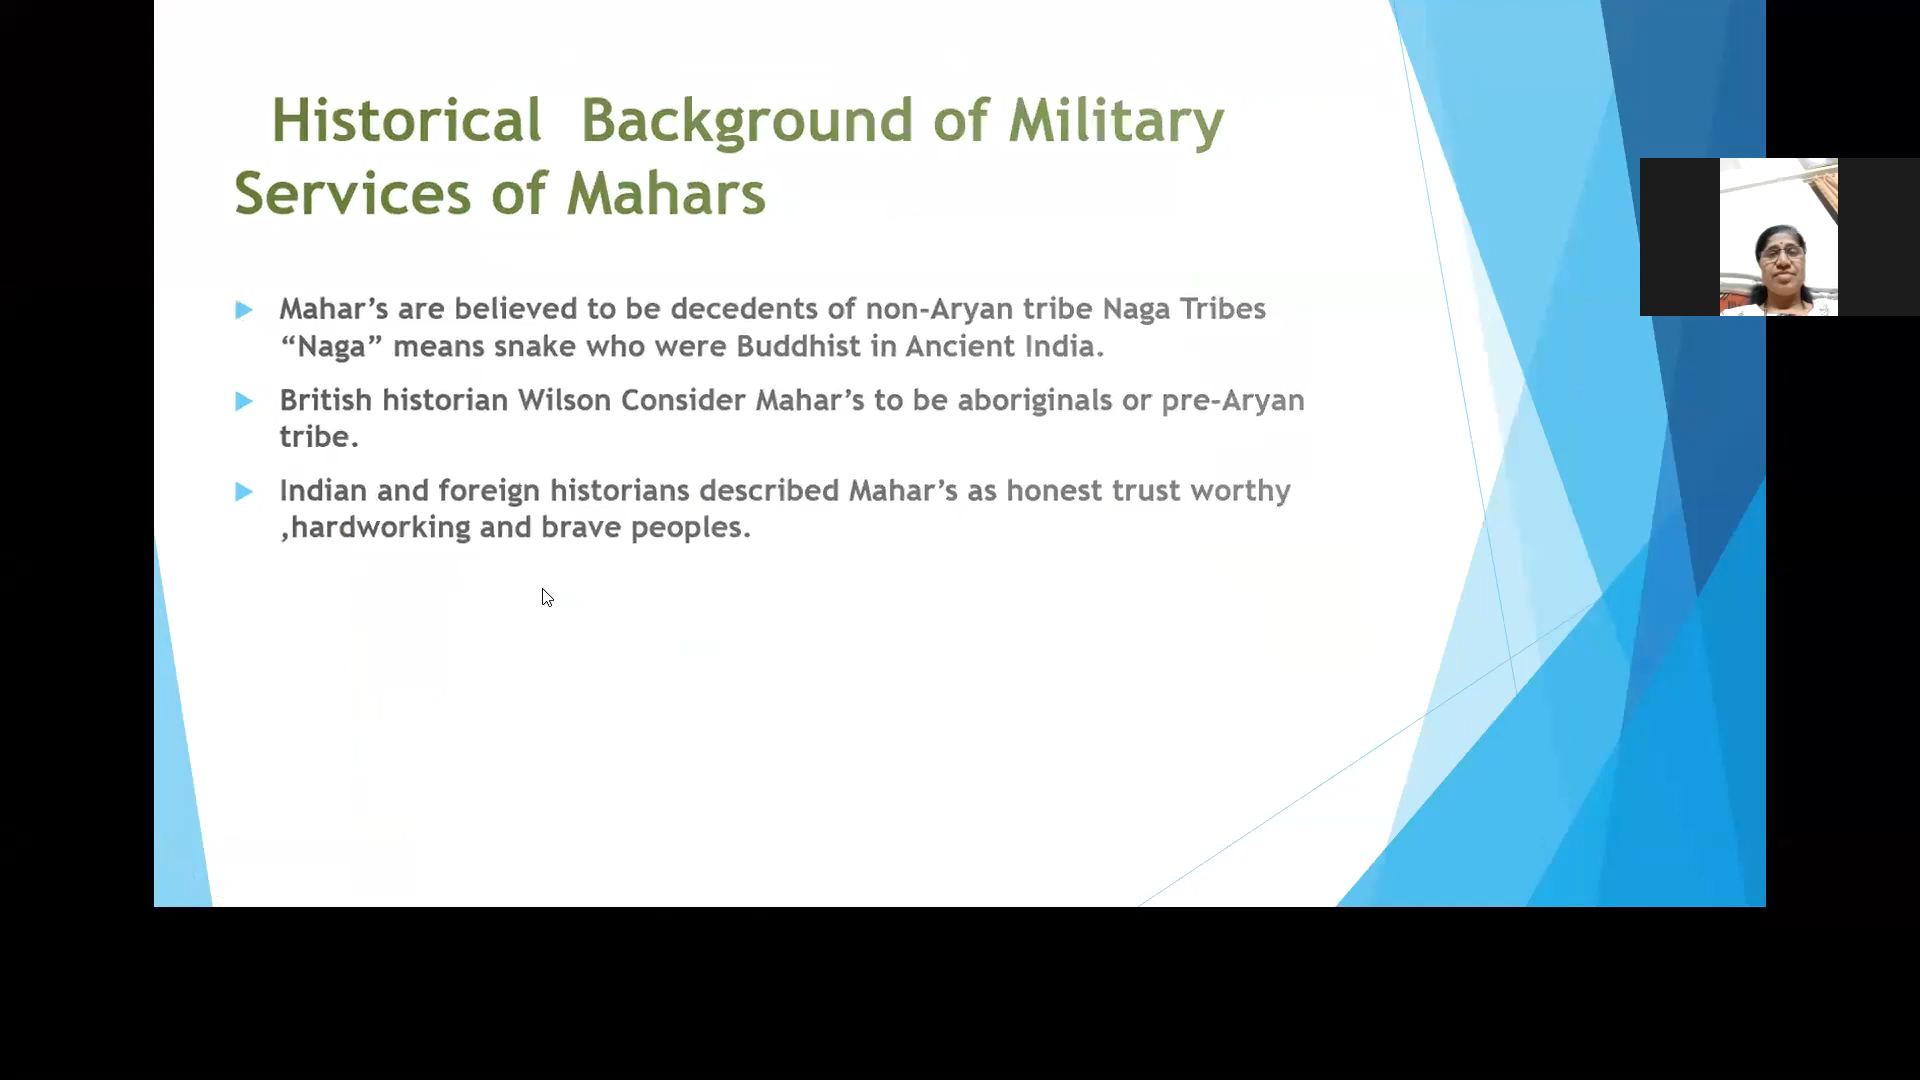 Historical Background of Military
Services of Mahars
Mahar’s are believed to be decedents of non-Aryan tribe Naga Tribes
“Naga” means snake who were Buddhist in Ancient India.
British historian Wilson Consider Mahar’s to be aboriginals or pre-Aryan
tribe.
Indian and foreign historians described Mahar’s as honest trust worthy
,hardworking and brave peoples.